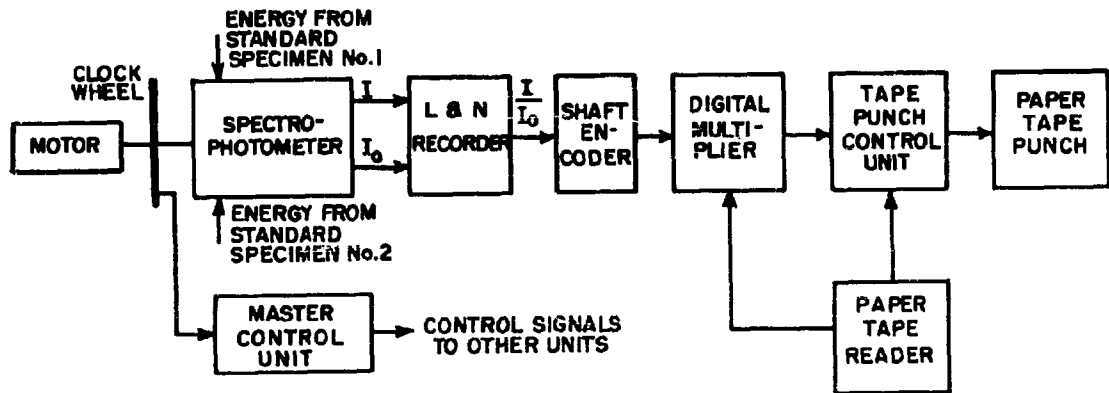 ENERGY FROM
STANDARD
SPECIMEN No.1
CLOCK
WHEEL
MOTOR
SPECTRO-
PHOTOMETER
I
I₀
ENERGY FROM
STANDARD
SPECIMEN No.2
L & N
RECORDER
I
I₀
SHAFT
EN-
CODER
DIGITAL
MULTI-
PLIER
TAPE
PUNCH
CONTROL
UNIT
PAPER
TAPE
PUNCH
MASTER
CONTROL
UNIT
CONTROL SIGNALS
TO OTHER UNITS
PAPER
TAPE
READER